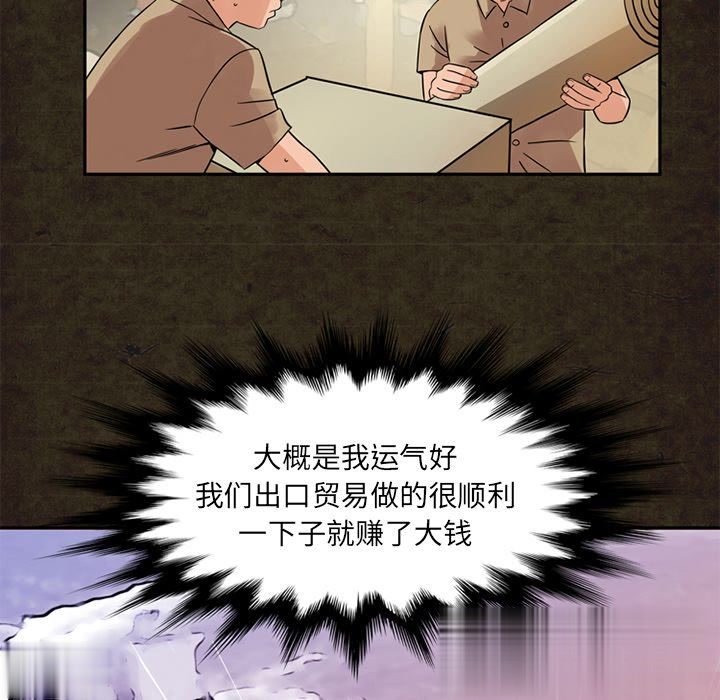 大概是我运气好
我们出口贸易做的很顺利
一下子就赚了大钱